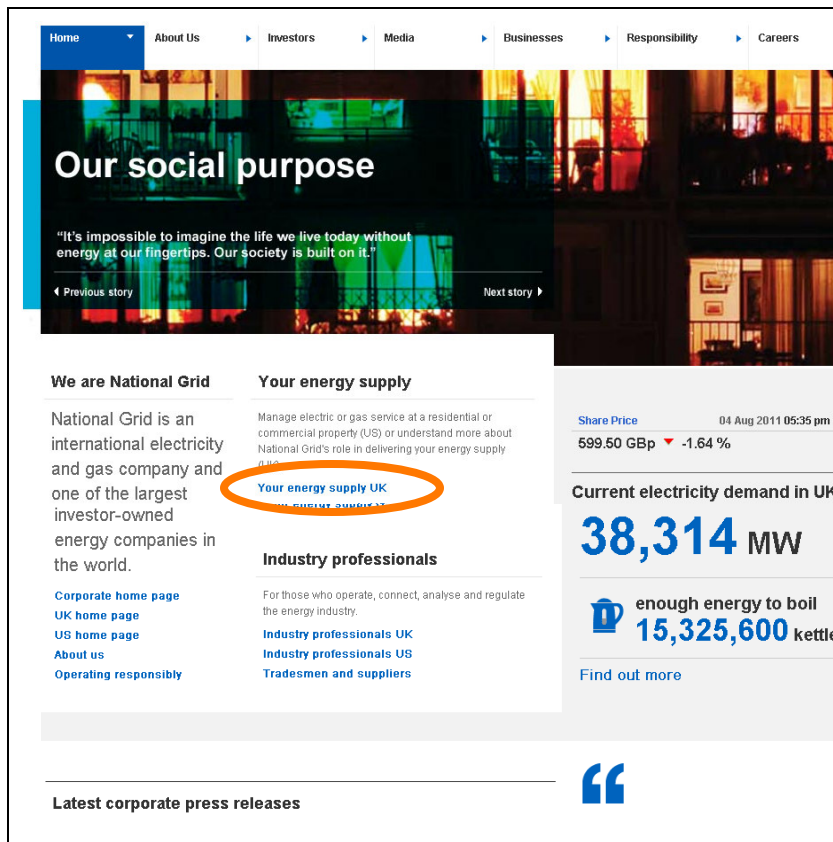 Home
About Us
Investors
Media
Businesses
Responsibility
Careers
Our social purpose
“It’s impossible to imagine the life we live today without
energy at our fingertips. Our society is built on it.”
Previous story
Next story
We are National Grid
National Grid is an
international electricity
and gas company and
one of the largest
investor-owned
energy companies in
the world.
Corporate home page
UK home page
US home page
About us
Operating responsibly
Your energy supply
Manage electric or gas service at a residential or
commercial property (US) or understand more about
National Grid's role in delivering your energy supply
Your energy supply UK
Industry professionals
For those who operate, connect, analyse and regulate
the energy industry.
Industry professionals UK
Industry professionals US
Tradesmen and suppliers
Share Price
04 Aug 2011 05:35 pm
599.50 GBp -1.64 %
Current electricity demand in UK
38,314 MW
enough energy to boil
15,325,600 kettle
Find out more
Latest corporate press releases
“